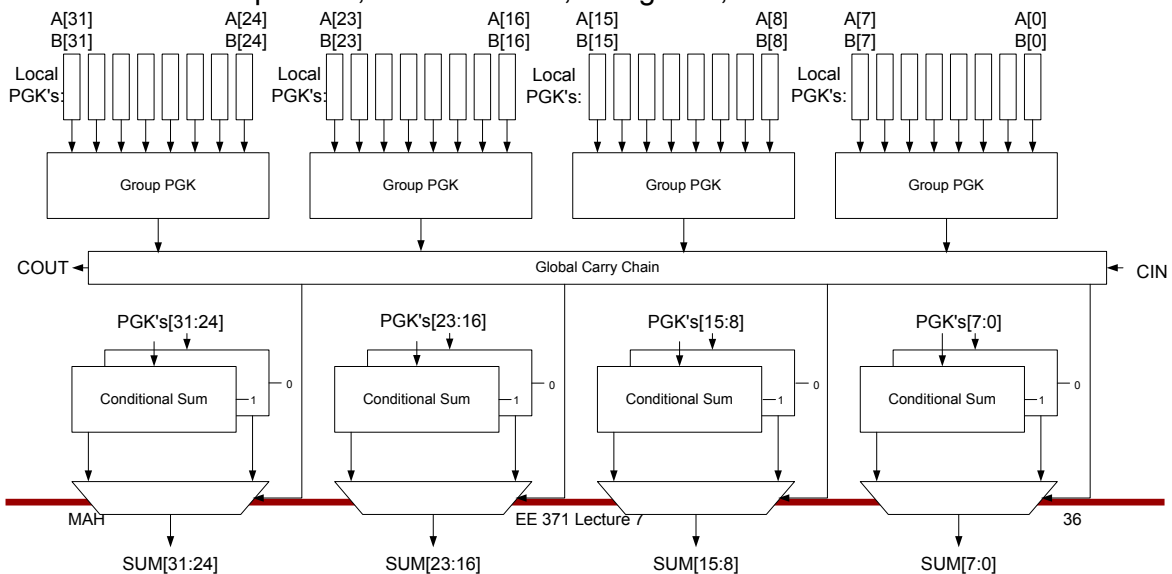 A[31] A[24] A[23] A[16] A[15] A[8] A[7] A[0]
B[31] B[24] B[23] B[16] B[15] B[8] B[7] B[0]
Local Local Local Local
PGK's: PGK's: PGK's: PGK's:
Group PGK Group PGK Group PGK Group PGK
COUT Global Carry Chain CIN
PGK's[31:24] PGK's[23:16] PGK's[15:8] PGK's[7:0]
0 0 0 0
Conditional Sum 1 Conditional Sum 1 Conditional Sum 1 Conditional Sum 1
MAH EE 371 Lecture 7 36
SUM[31:24] SUM[23:16] SUM[15:8] SUM[7:0]